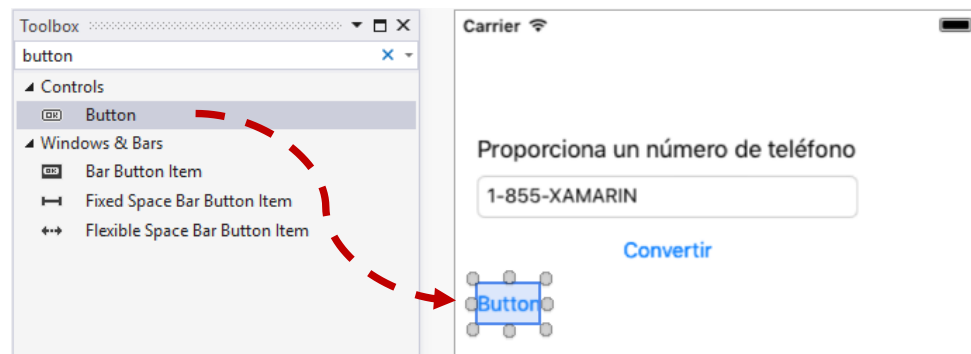 Toolbox
button
Controls
Button
Windows & Bars
Bar Button Item
Fixed Space Bar Button Item
Flexible Space Bar Button Item
Carrier
Proporciona un número de teléfono
1-855-XAMARIN
Convertir
Button